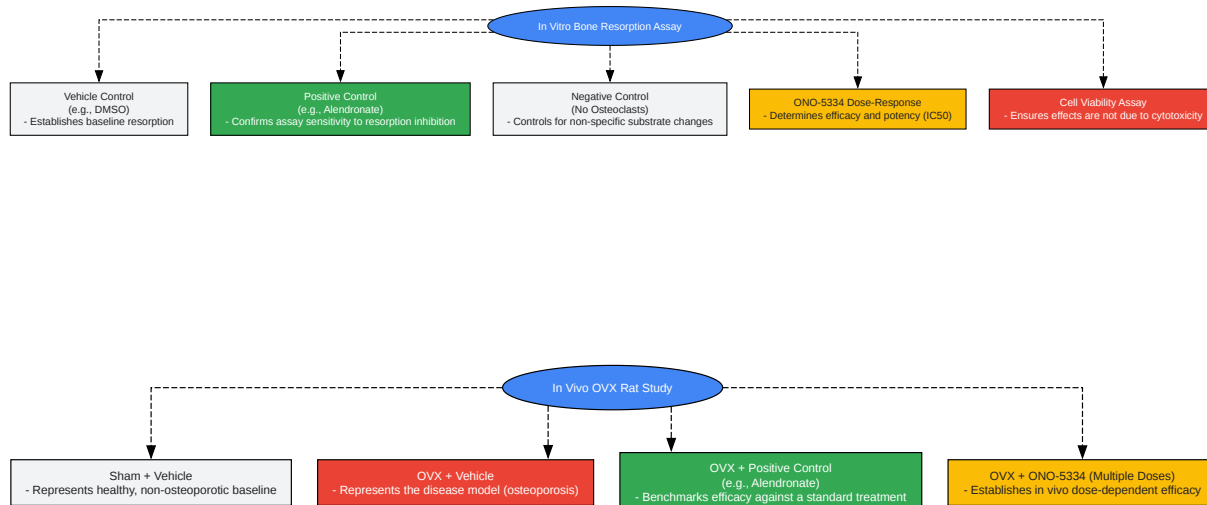 In Vitro Bone Resorption Assay
Vehicle Control
(e.g., DMSO)
- Establishes baseline resorption
Positive Control
(e.g., Alendronate)
- Confirms assay sensitivity to resorption inhibition
Negative Control
(No Osteoclasts)
- Controls for non-specific substrate changes
ONO-5334 Dose-Response
- Determines efficacy and potency (IC50)
Cell Viability Assay
- Ensures effects are not due to cytotoxicity
In Vivo OVX Rat Study
Sham + Vehicle
- Represents healthy, non-osteoporotic baseline
OVX + Vehicle
- Represents the disease model (osteoporosis)
OVX + Positive Control
(e.g., Alendronate)
- Benchmarks efficacy against a standard treatment
OVX + ONO-5334 (Multiple Doses)
- Establishes in vivo dose-dependent efficacy